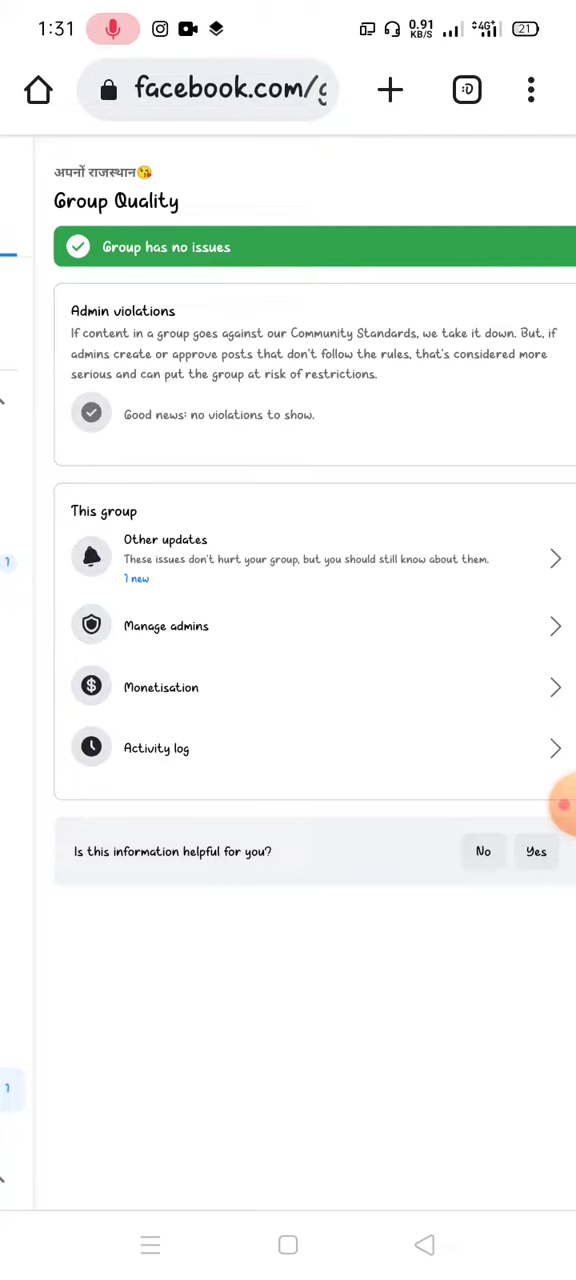 1:31
0.91
KB/S
4G+
21
facebook.com/g
:D
अपनों राजस्थान😘
Group Quality
Group has no issues
Admin violations
If content in a group goes against our Community Standards, we take it down. But, if
admins create or approve posts that don't follow the rules, that's considered more
serious and can put the group at risk of restrictions.
Good news: no violations to show.
This group
Other updates
These issues don't hurt your group, but you should still know about them.
1 new
1
Manage admins
Monetisation
Activity log
Is this information helpful for you?
No
Yes
1